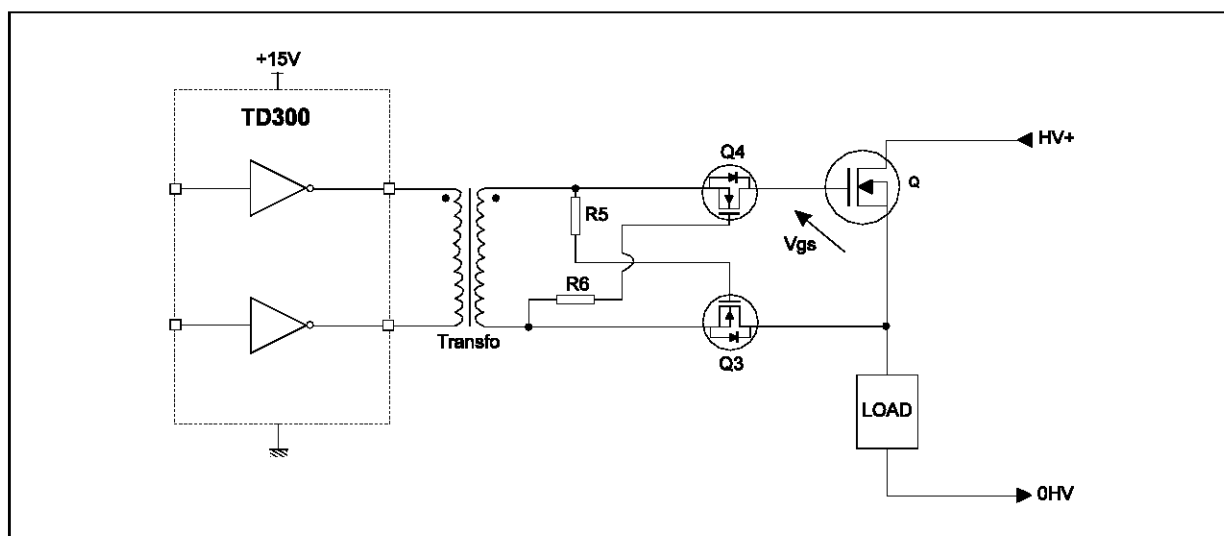 +15V
TD300
Q4
HV+
Q
R5
Vgs
R6
Transfo
Q3
LOAD
0HV